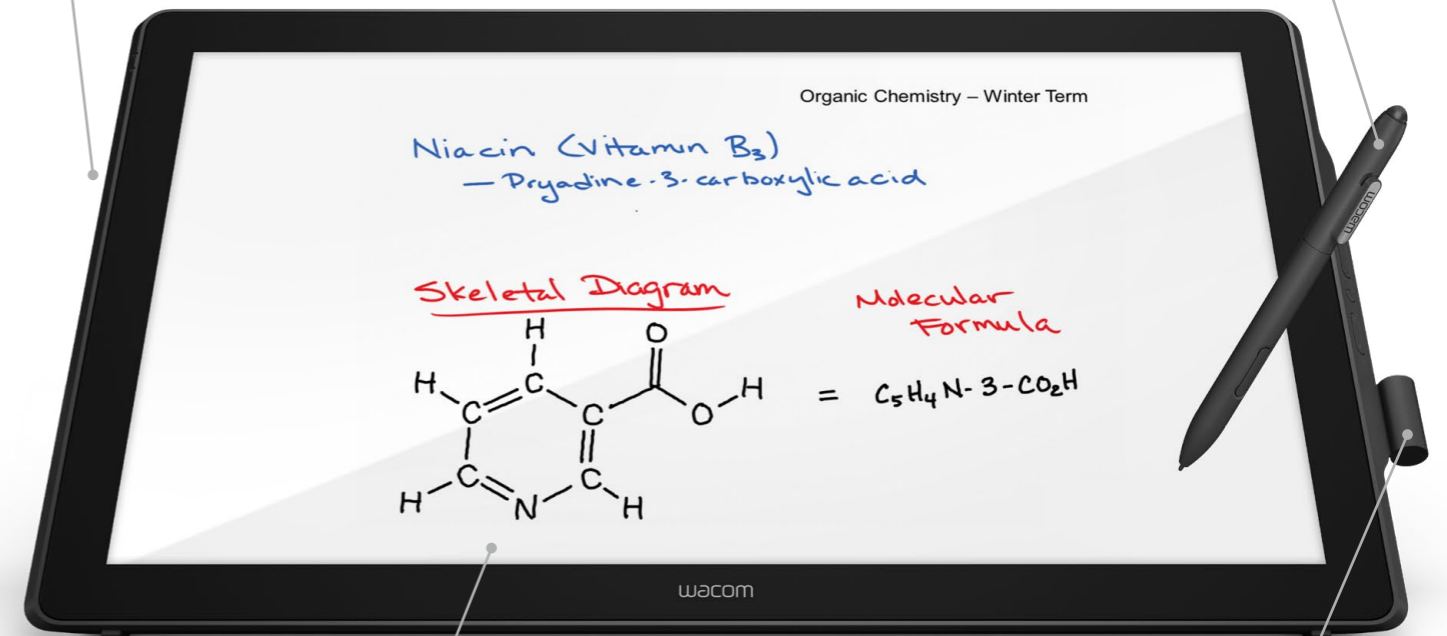 Organic Chemistry – Winter Term
Niacin (Vitamin B₃)
— Pryadine-3-carboxylic acid
Skeletal Diagram
Molecular
Formula
H
O
H
C
H
C
C
O
= C₅H₄N-3-CO₂H
C
C
H
N
H
wacom
wacom